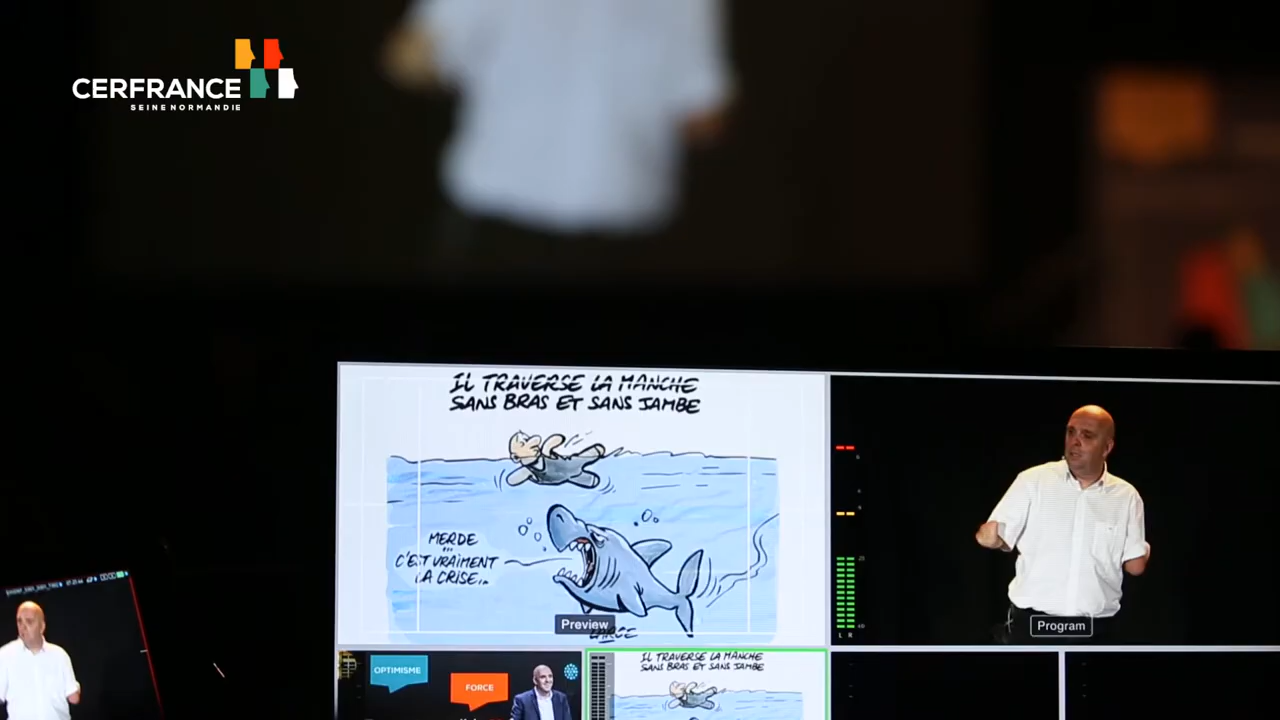 CERFRANCE
SEINE NORMANDIE
IL TRAVERSE LA MANCHE
SANS BRAS ET SANS JAMBE
MERDE
...
C'EST VRAIMENT
LA CRISE...
Preview
Program
L R
OPTIMISME
FORCE
IL TRAVERSE LA MANCHE
SANS BRAS ET SANS JAMBE